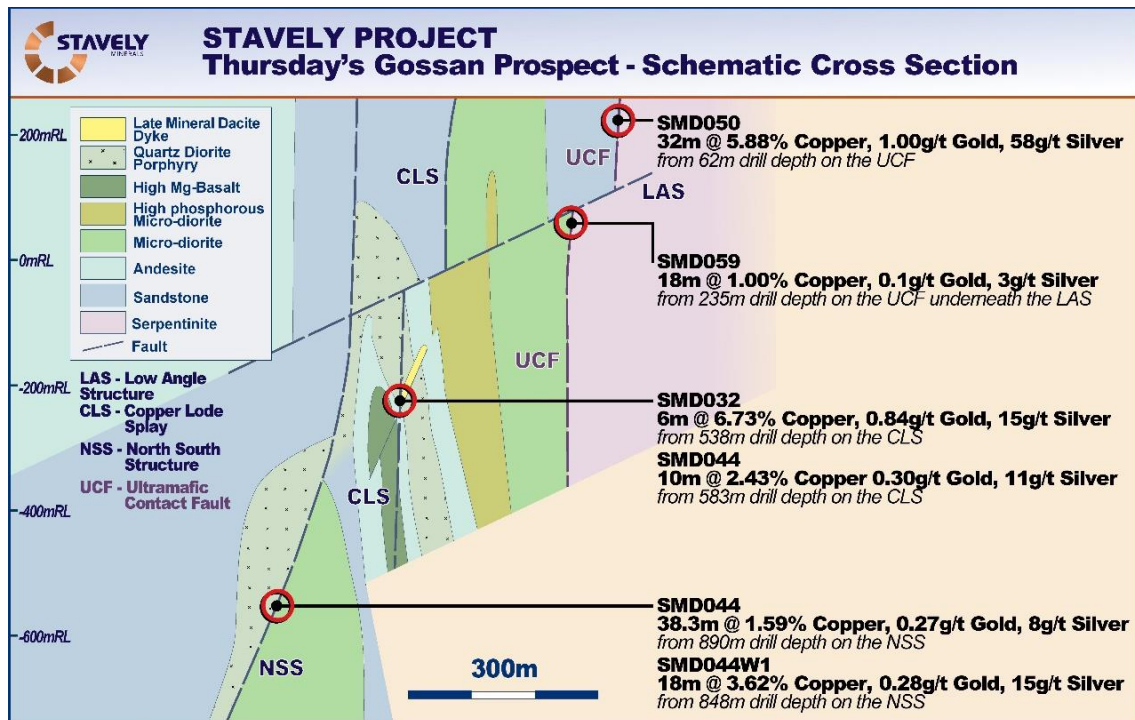 STAVELY
MINERALS
STAVELY PROJECT
Thursday's Gossan Prospect - Schematic Cross Section
200mRL
0mRL
-200mRL
-400mRL
-600mRL
Late Mineral Dacite
Dyke
Quartz Diorite
Porphyry
High Mg-Basalt
High phosphorous
Micro-diorite
Micro-diorite
Andesite
Sandstone
Serpentinite
Fault
LAS - Low Angle
Structure
CLS - Copper Lode
Splay
NSS - North South
Structure
UCF - Ultramafic
Contact Fault
CLS
UCF
LAS
UCF
CLS
NSS
SMD050
32m @ 5.88% Copper, 1.00g/t Gold, 58g/t Silver
from 62m drill depth on the UCF
SMD059
18m @ 1.00% Copper, 0.1g/t Gold, 3g/t Silver
from 235m drill depth on the UCF underneath the LAS
SMD032
6m @ 6.73% Copper, 0.84g/t Gold, 15g/t Silver
from 538m drill depth on the CLS
SMD044
10m @ 2.43% Copper 0.30g/t Gold, 11g/t Silver
from 583m drill depth on the CLS
SMD044
38.3m @ 1.59% Copper, 0.27g/t Gold, 8g/t Silver
from 890m drill depth on the NSS
SMD044W1
18m @ 3.62% Copper, 0.28g/t Gold, 15g/t Silver
from 848m drill depth on the NSS
300m